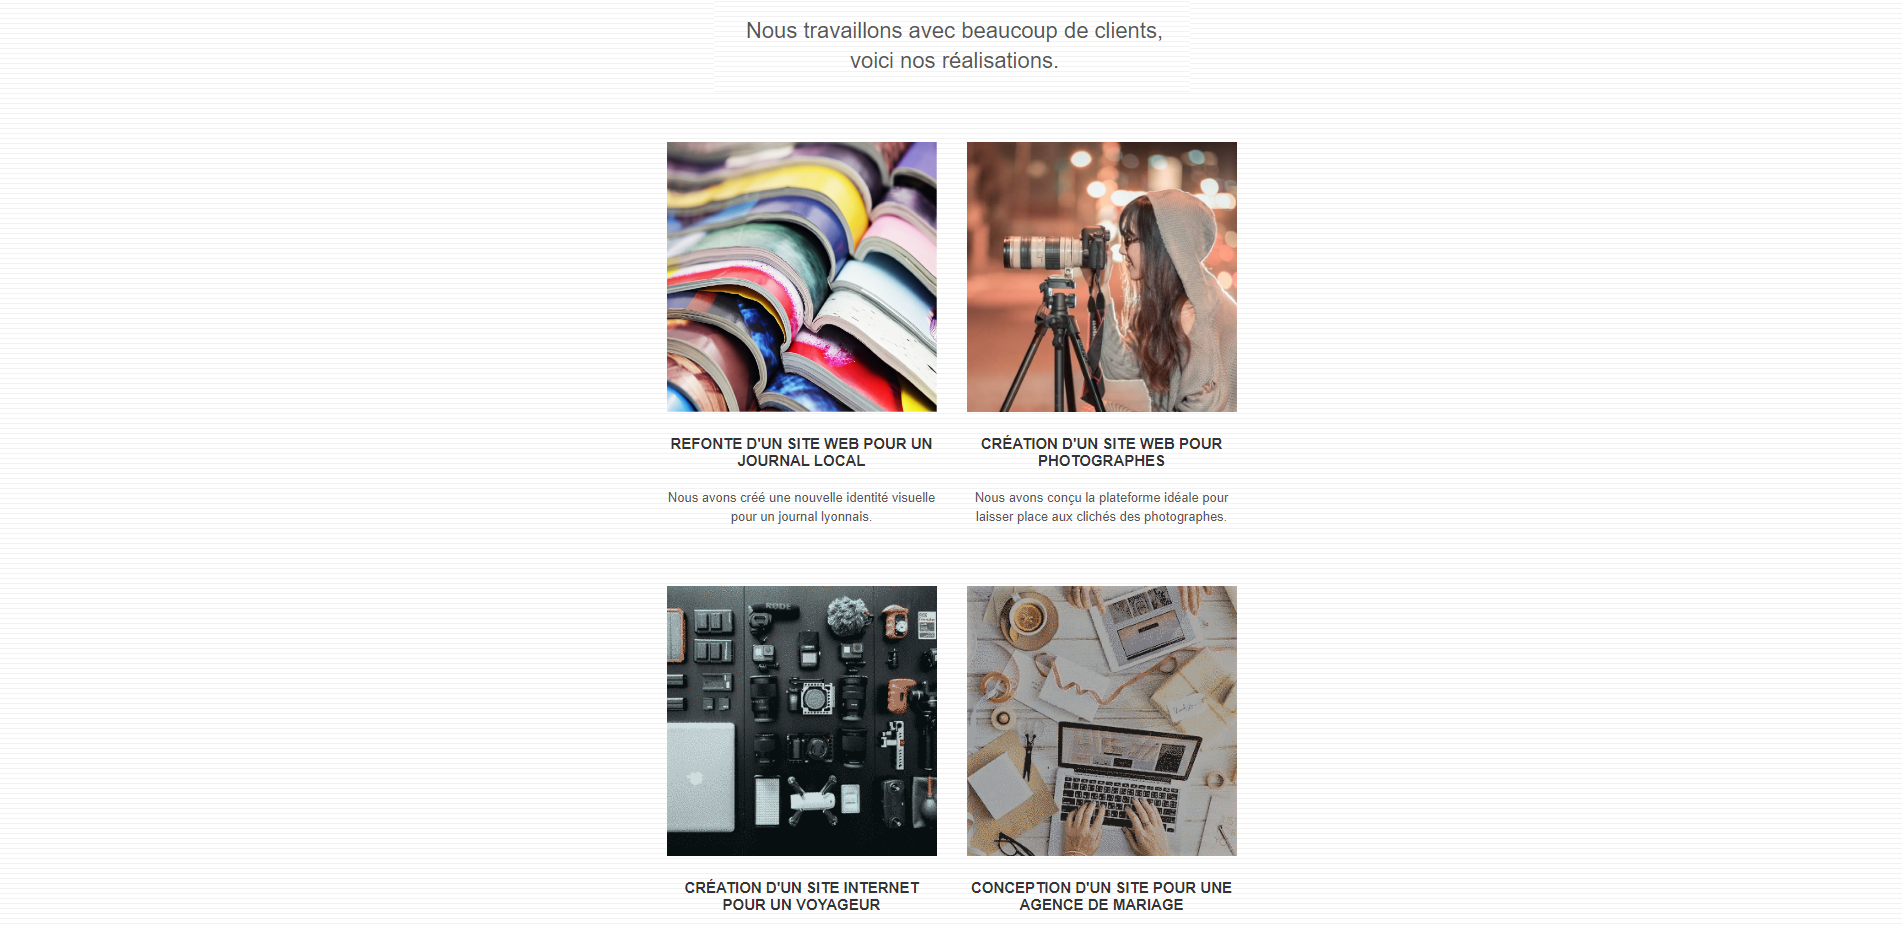 Nous travaillons avec beaucoup de clients,
voici nos réalisations.
REFONTE D'UN SITE WEB POUR UN
JOURNAL LOCAL
CRÉATION D'UN SITE WEB POUR
PHOTOGRAPHES
Nous avons créé une nouvelle identité visuelle
pour un journal lyonnais.
Nous avons conçu la plateforme idéale pour
laisser place aux clichés des photographes.
RODE
CRÉATION D'UN SITE INTERNET
POUR UN VOYAGEUR
CONCEPTION D'UN SITE POUR UNE
AGENCE DE MARIAGE